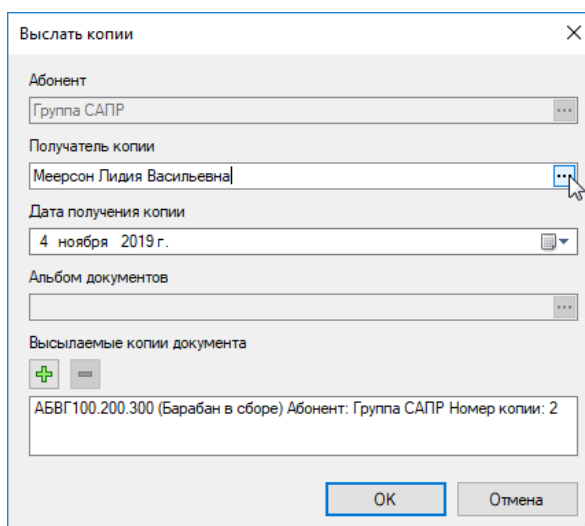 Выслать копии
Абонент
Группа САПР
Получатель копии
Меерсон Лидия Васильевна
Дата получения копии
4 ноября 2019 г.
Альбом документов
Высылаемые копии документа
АБВГ100.200.300 (Барабан в сборе) Абонент: Группа САПР Номер копии: 2
OK
Отмена